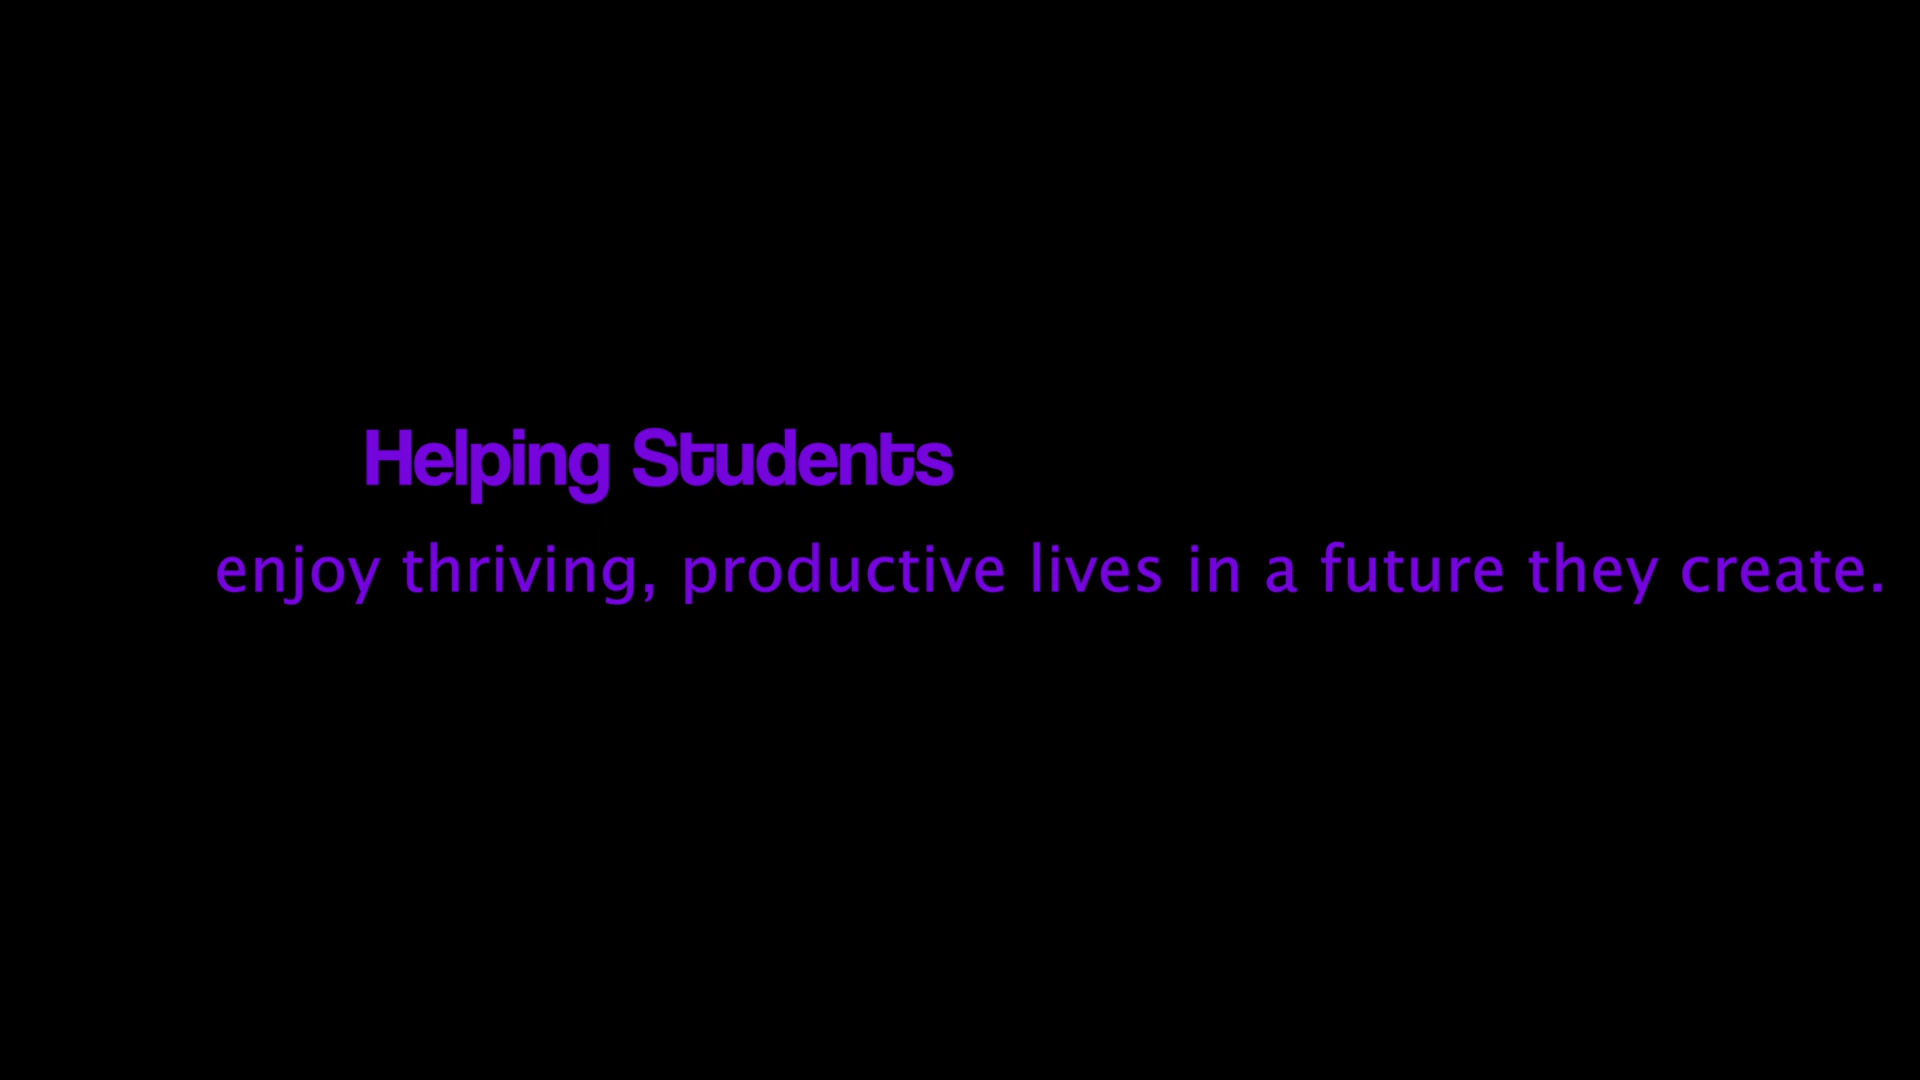 Helping Students
enjoy thriving, productive lives in a future they create.